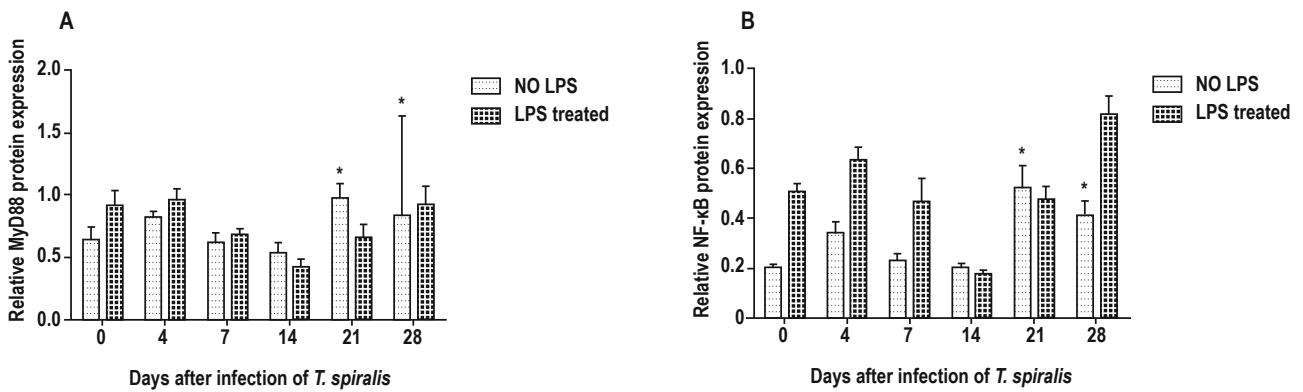 A
Relative MyD88 protein expression
2.0
1.5
1.0
0.5
0.0
*
*
0 4 7 14 21 28
Days after infection of T. spiralis
NO LPS
LPS treated
B
Relative NF-κB protein expression
1.0
0.8
0.6
0.4
0.2
0
*
*
0 4 7 14 21 28
Days after infection of T. spiralis
NO LPS
LPS treated